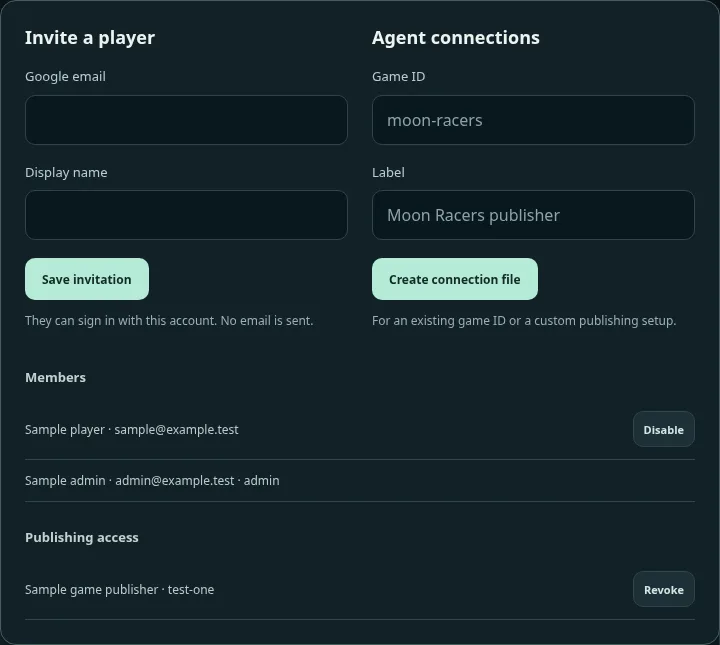 Invite a player
Google email
Display name
Save invitation
They can sign in with this account. No email is sent.
Agent connections
Game ID
moon-racers
Label
Moon Racers publisher
Create connection file
For an existing game ID or a custom publishing setup.
Members
Sample player · sample@example.test
Disable
Sample admin · admin@example.test · admin
Publishing access
Sample game publisher · test-one
Revoke